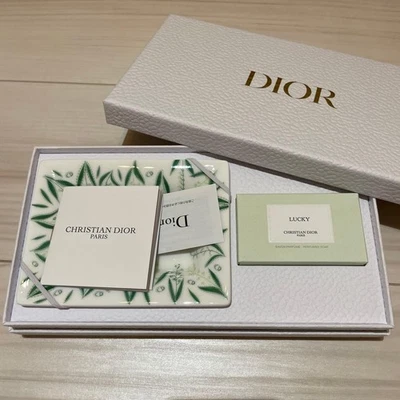 DIOR
CHRISTIAN DIOR
PARIS
Dior
LUCKY
CHRISTIAN DIOR
PARIS